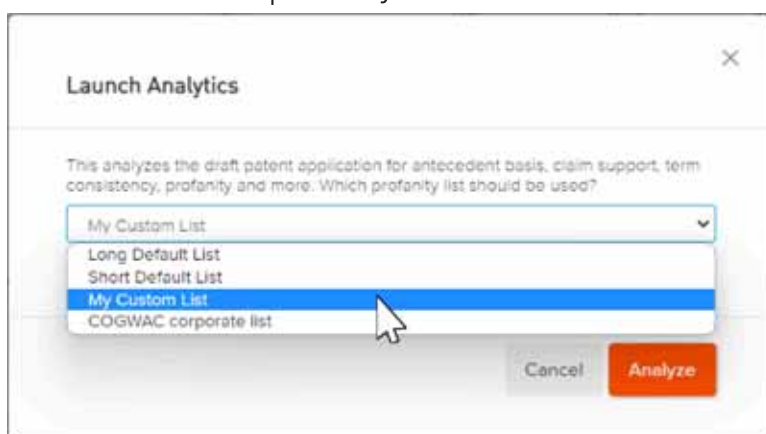 Launch Analytics
This analyzes the draft patent application for antecedent basis, claim support, term
consistency, profanity and more. Which profanity list should be used?
My Custom List
Long Default List
Short Default List
My Custom List
COGWAC corporate list
Cancel
Analyze